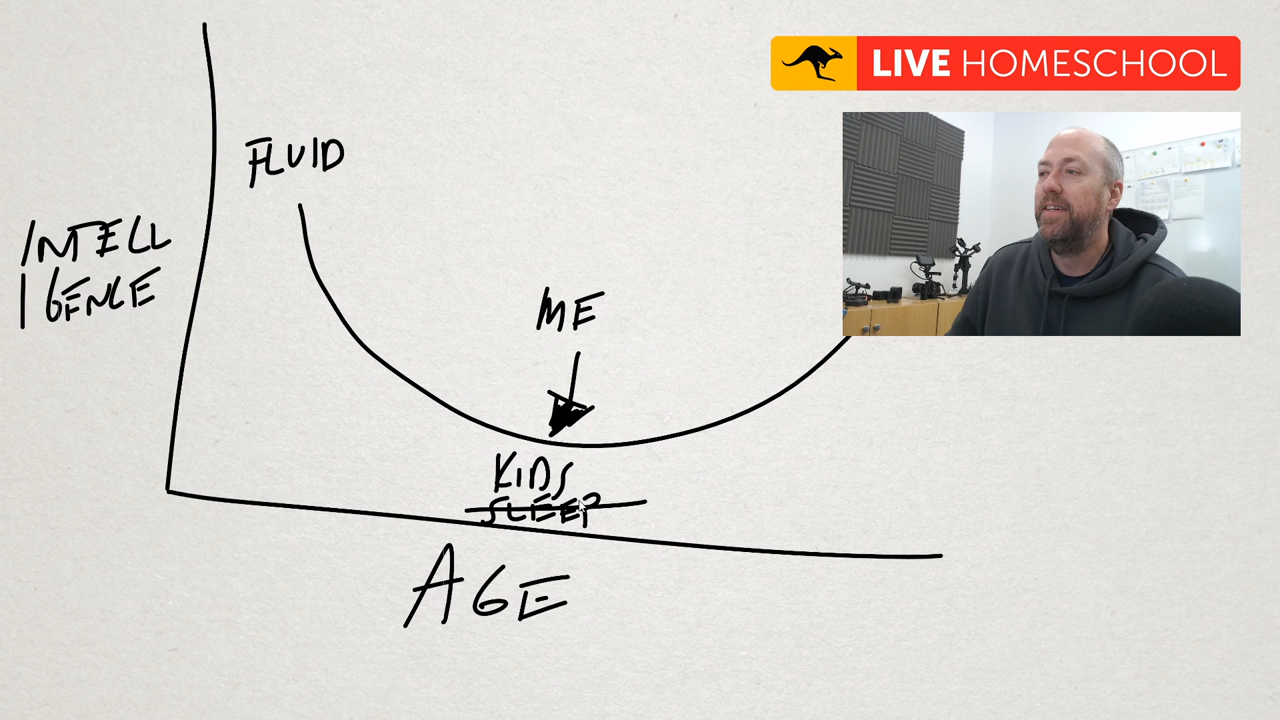 LIVE HOMESCHOOL
FLUID
INTELL
IGENCE
ME
KIDS
SLEEP
AGE